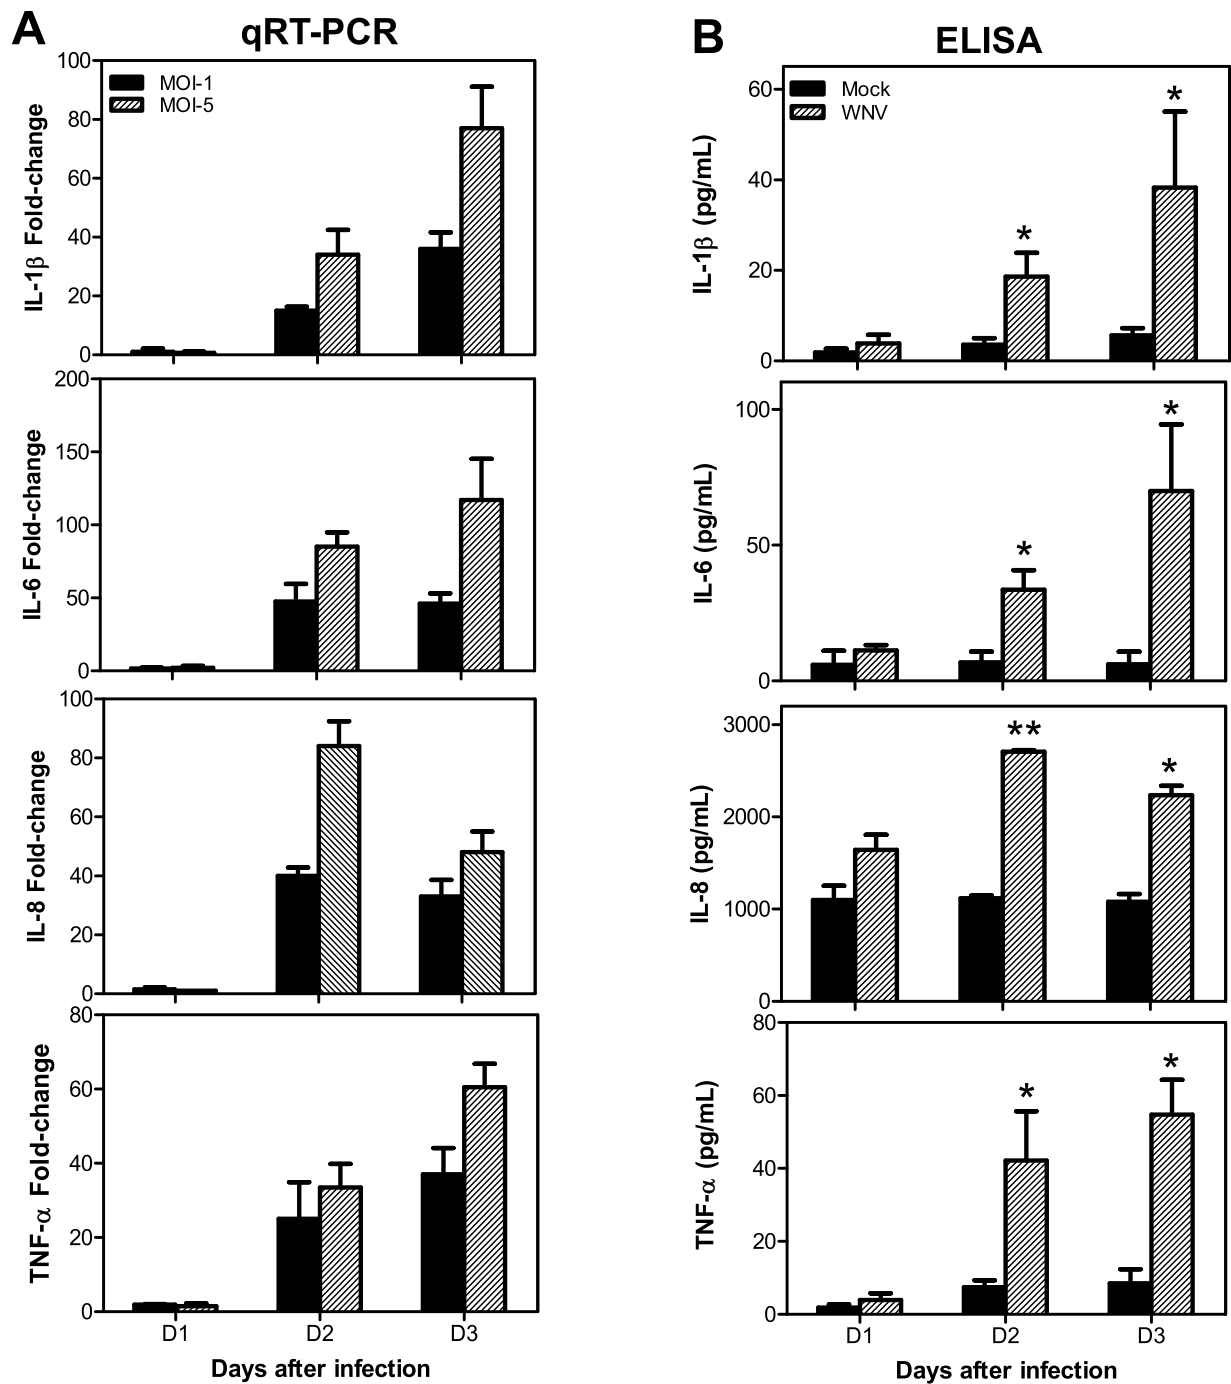 A
qRT-PCR
MOI-1
MOI-5
IL-1β Fold-change
100
80
60
40
20
0
IL-6 Fold-change
200
150
100
50
0
IL-8 Fold-change
100
80
60
40
20
0
TNF-α Fold-change
80
60
40
20
0
D1 D2 D3
Days after infection
B
ELISA
Mock
WNV
IL-1β (pg/mL)
60
40
20
0
*
*
IL-6 (pg/mL)
100
50
0
*
*
IL-8 (pg/mL)
3000
2000
1000
0
**
*
TNF-α (pg/mL)
80
60
40
20
0
*
*
D1 D2 D3
Days after infection